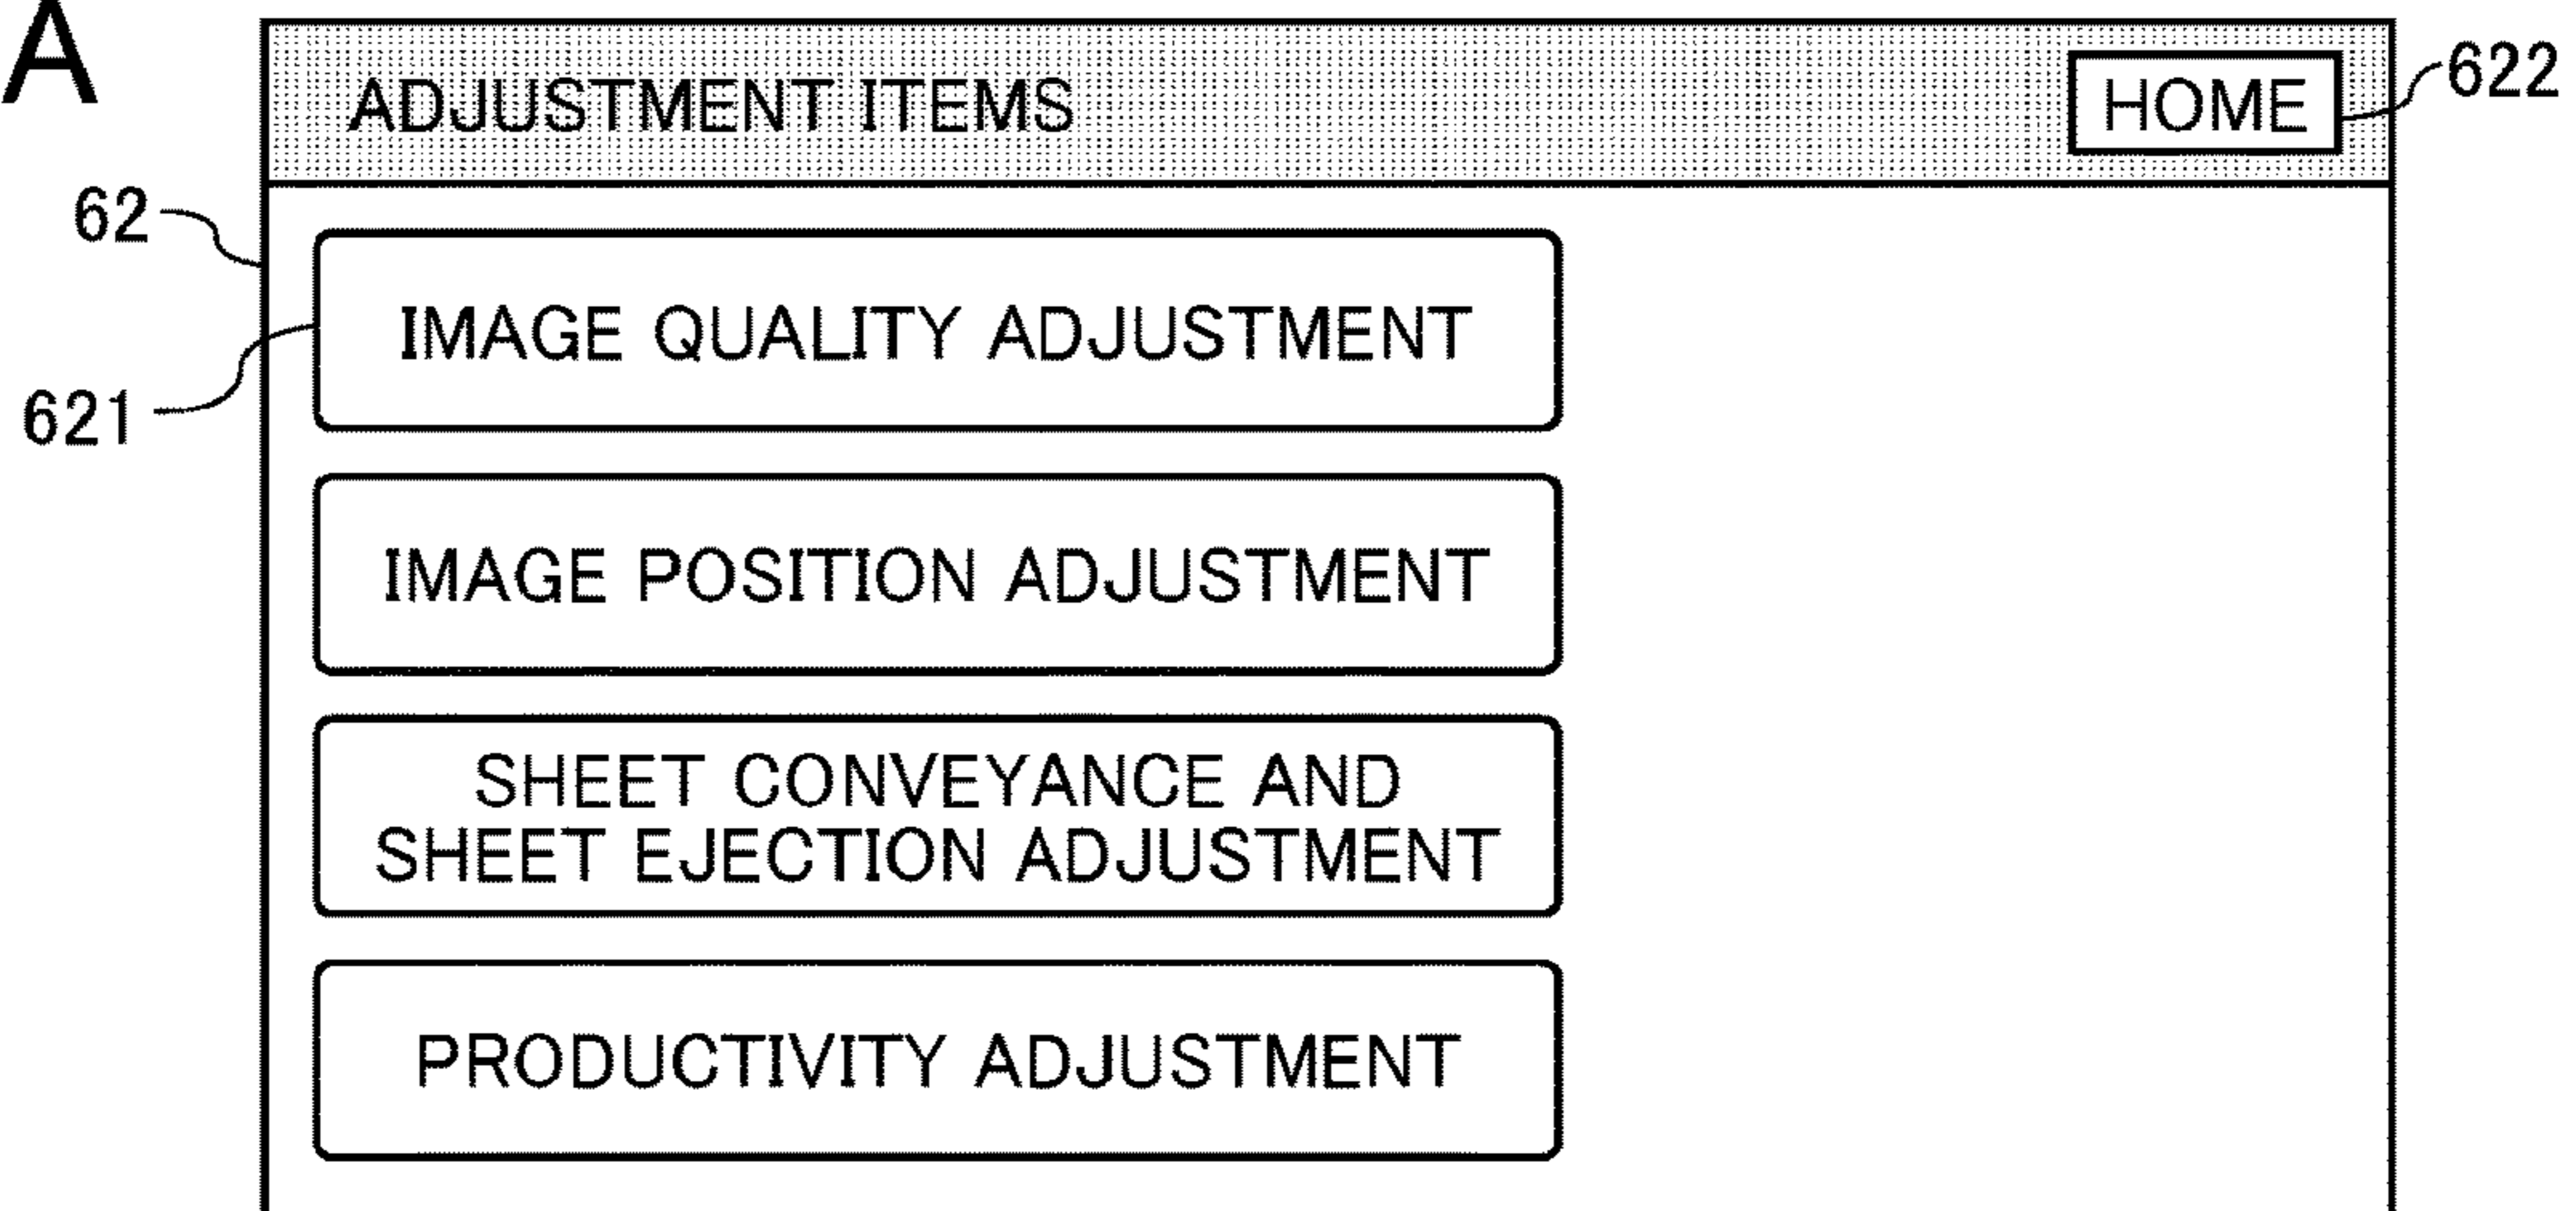 A
ADJUSTMENT ITEMS
HOME
622
62
IMAGE QUALITY ADJUSTMENT
621
IMAGE POSITION ADJUSTMENT
SHEET CONVEYANCE AND
SHEET EJECTION ADJUSTMENT
PRODUCTIVITY ADJUSTMENT